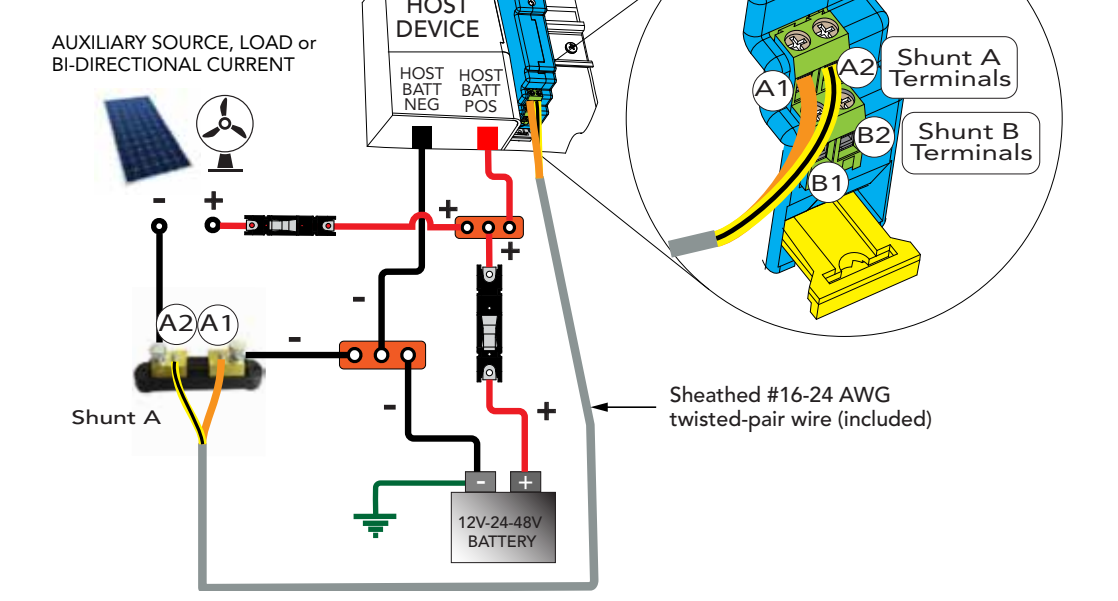 HOST
DEVICE
AUXILIARY SOURCE, LOAD or
BI-DIRECTIONAL CURRENT
HOST
BATT
NEG
HOST
BATT
POS
A1
A2
Shunt A
Terminals
B2
Shunt B
Terminals
B1
-
+
+
+
-
-
A2
A1
Shunt A
-
+
Sheathed #16-24 AWG
twisted-pair wire (included)
-
+
12V-24-48V
BATTERY